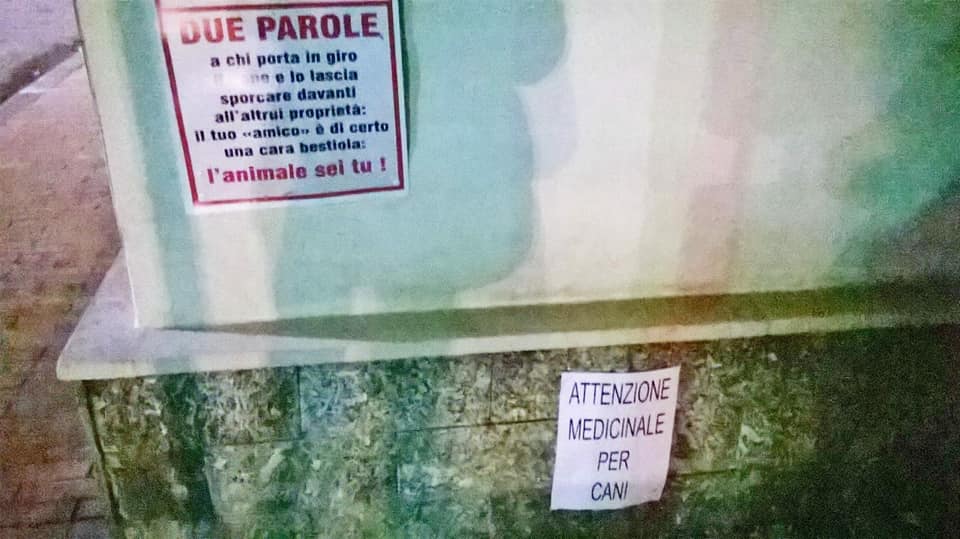 DUE PAROLE
a chi porta in giro
e lo lascia
sporcare davanti
all'altrui proprietà:
il tuo «amico» è di certo
una cara bestiola:
l'animale sei tu !
ATTENZIONE
MEDICINALE
PER
CANI